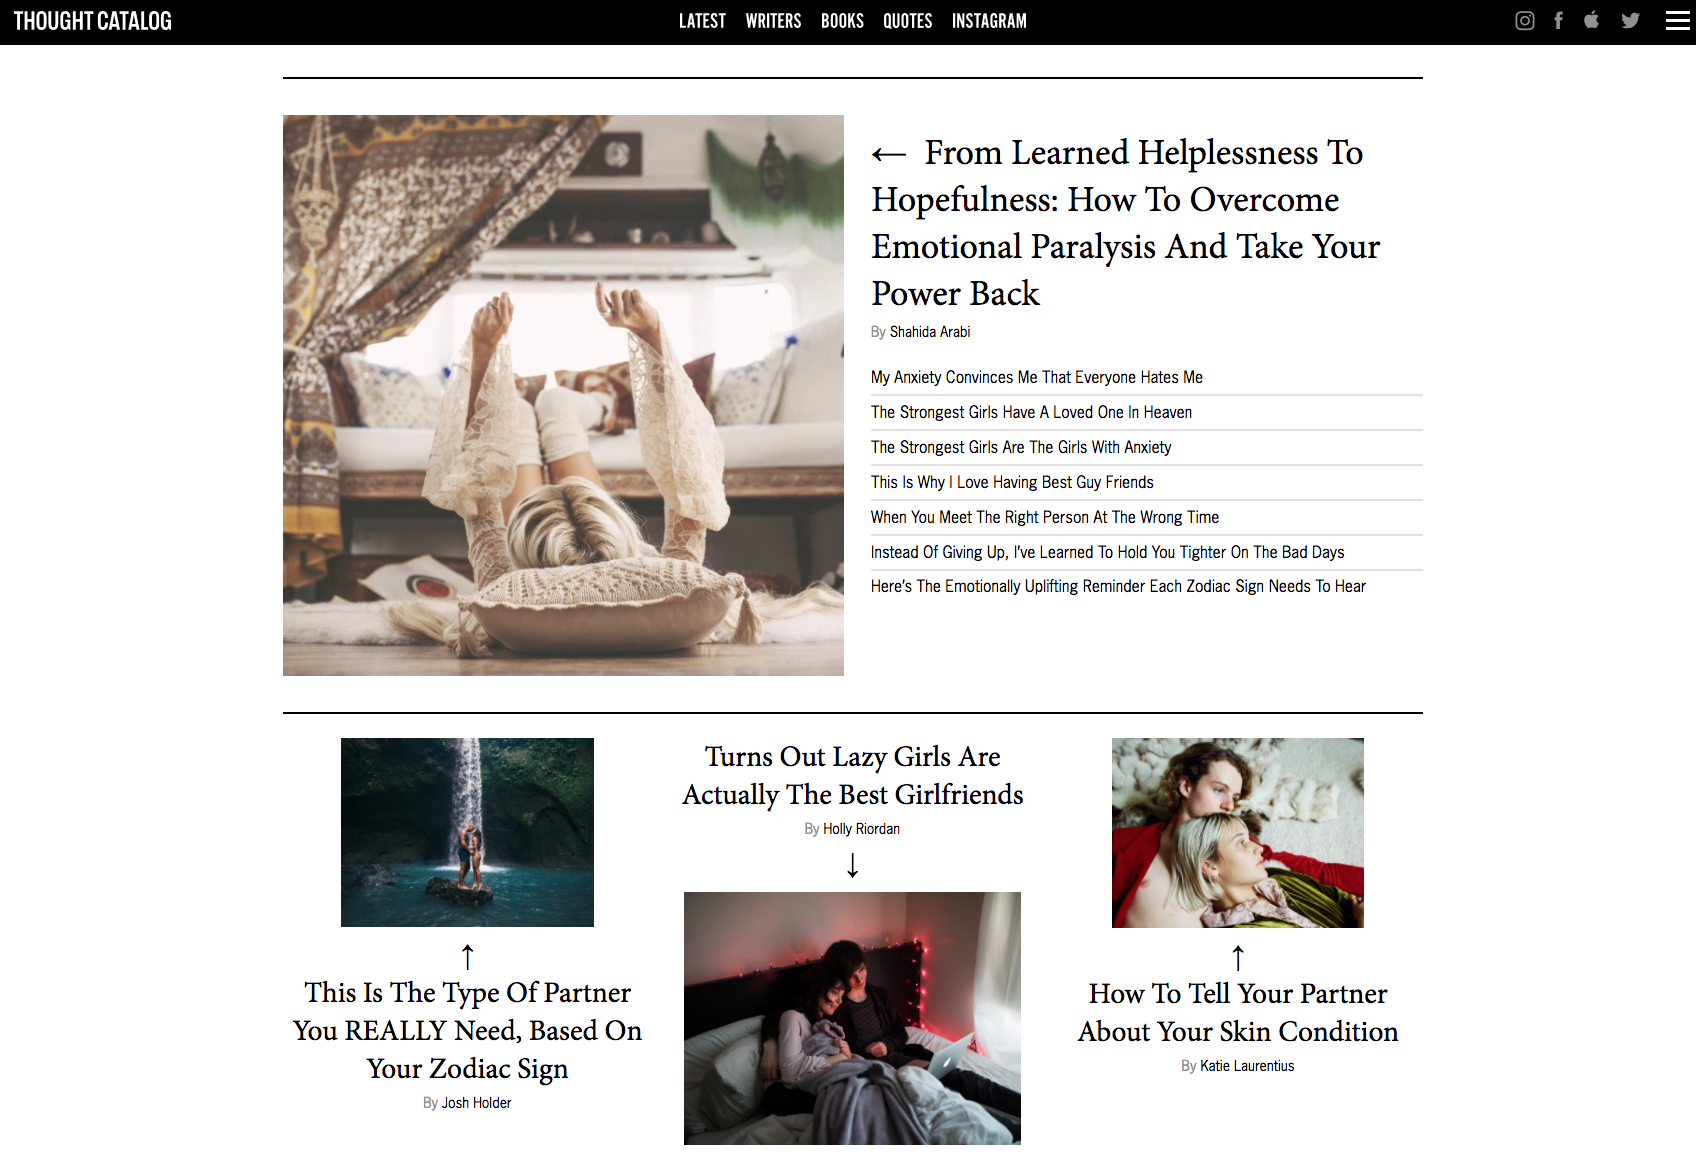 THOUGHT CATALOG
LATEST WRITERS BOOKS QUOTES INSTAGRAM
← From Learned Helplessness To
Hopefulness: How To Overcome
Emotional Paralysis And Take Your
Power Back
By Shahida Arabi
My Anxiety Convinces Me That Everyone Hates Me
The Strongest Girls Have A Loved One In Heaven
The Strongest Girls Are The Girls With Anxiety
This Is Why I Love Having Best Guy Friends
When You Meet The Right Person At The Wrong Time
Instead Of Giving Up, I've Learned To Hold You Tighter On The Bad Days
Here's The Emotionally Uplifting Reminder Each Zodiac Sign Needs To Hear
↑
This Is The Type Of Partner
You REALLY Need, Based On
Your Zodiac Sign
By Josh Holder
Turns Out Lazy Girls Are
Actually The Best Girlfriends
By Holly Riordan
↓
↑
How To Tell Your Partner
About Your Skin Condition
By Katie Laurentius